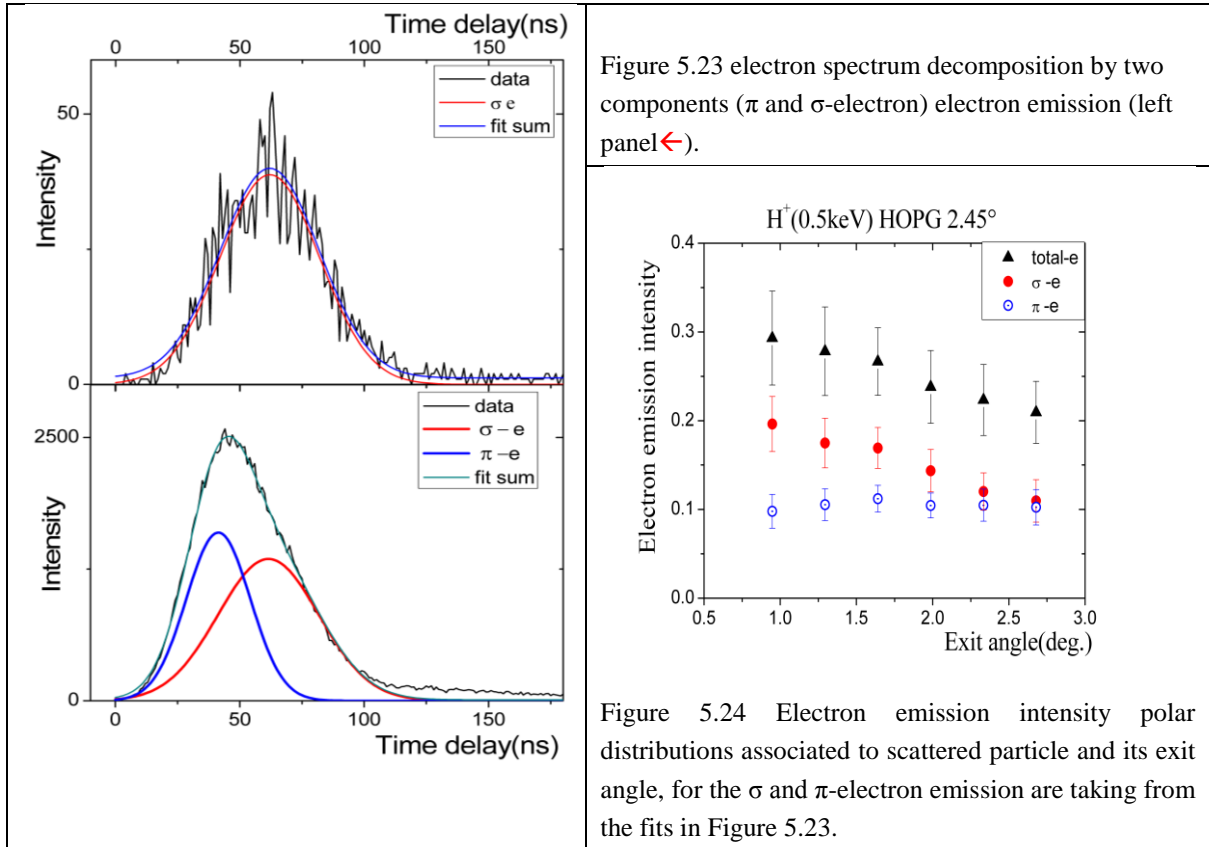 Time delay(ns)
0 50 100 150
data
σ e
fit sum
50
Intensity
0
data
σ – e
π – e
fit sum
2500
Intensity
0
0 50 100 150
Time delay(ns)
Figure 5.23 electron spectrum decomposition by two
components (π and σ-electron) electron emission (left
panel←).
H⁺(0.5keV) HOPG 2.45°
total-e
σ -e
π -e
0.4
0.3
0.2
0.1
0.0
Electron emission intensity
0.5 1.0 1.5 2.0 2.5 3.0
Exit angle(deg.)
Figure 5.24 Electron emission intensity polar
distributions associated to scattered particle and its exit
angle, for the σ and π-electron emission are taking from
the fits in Figure 5.23.